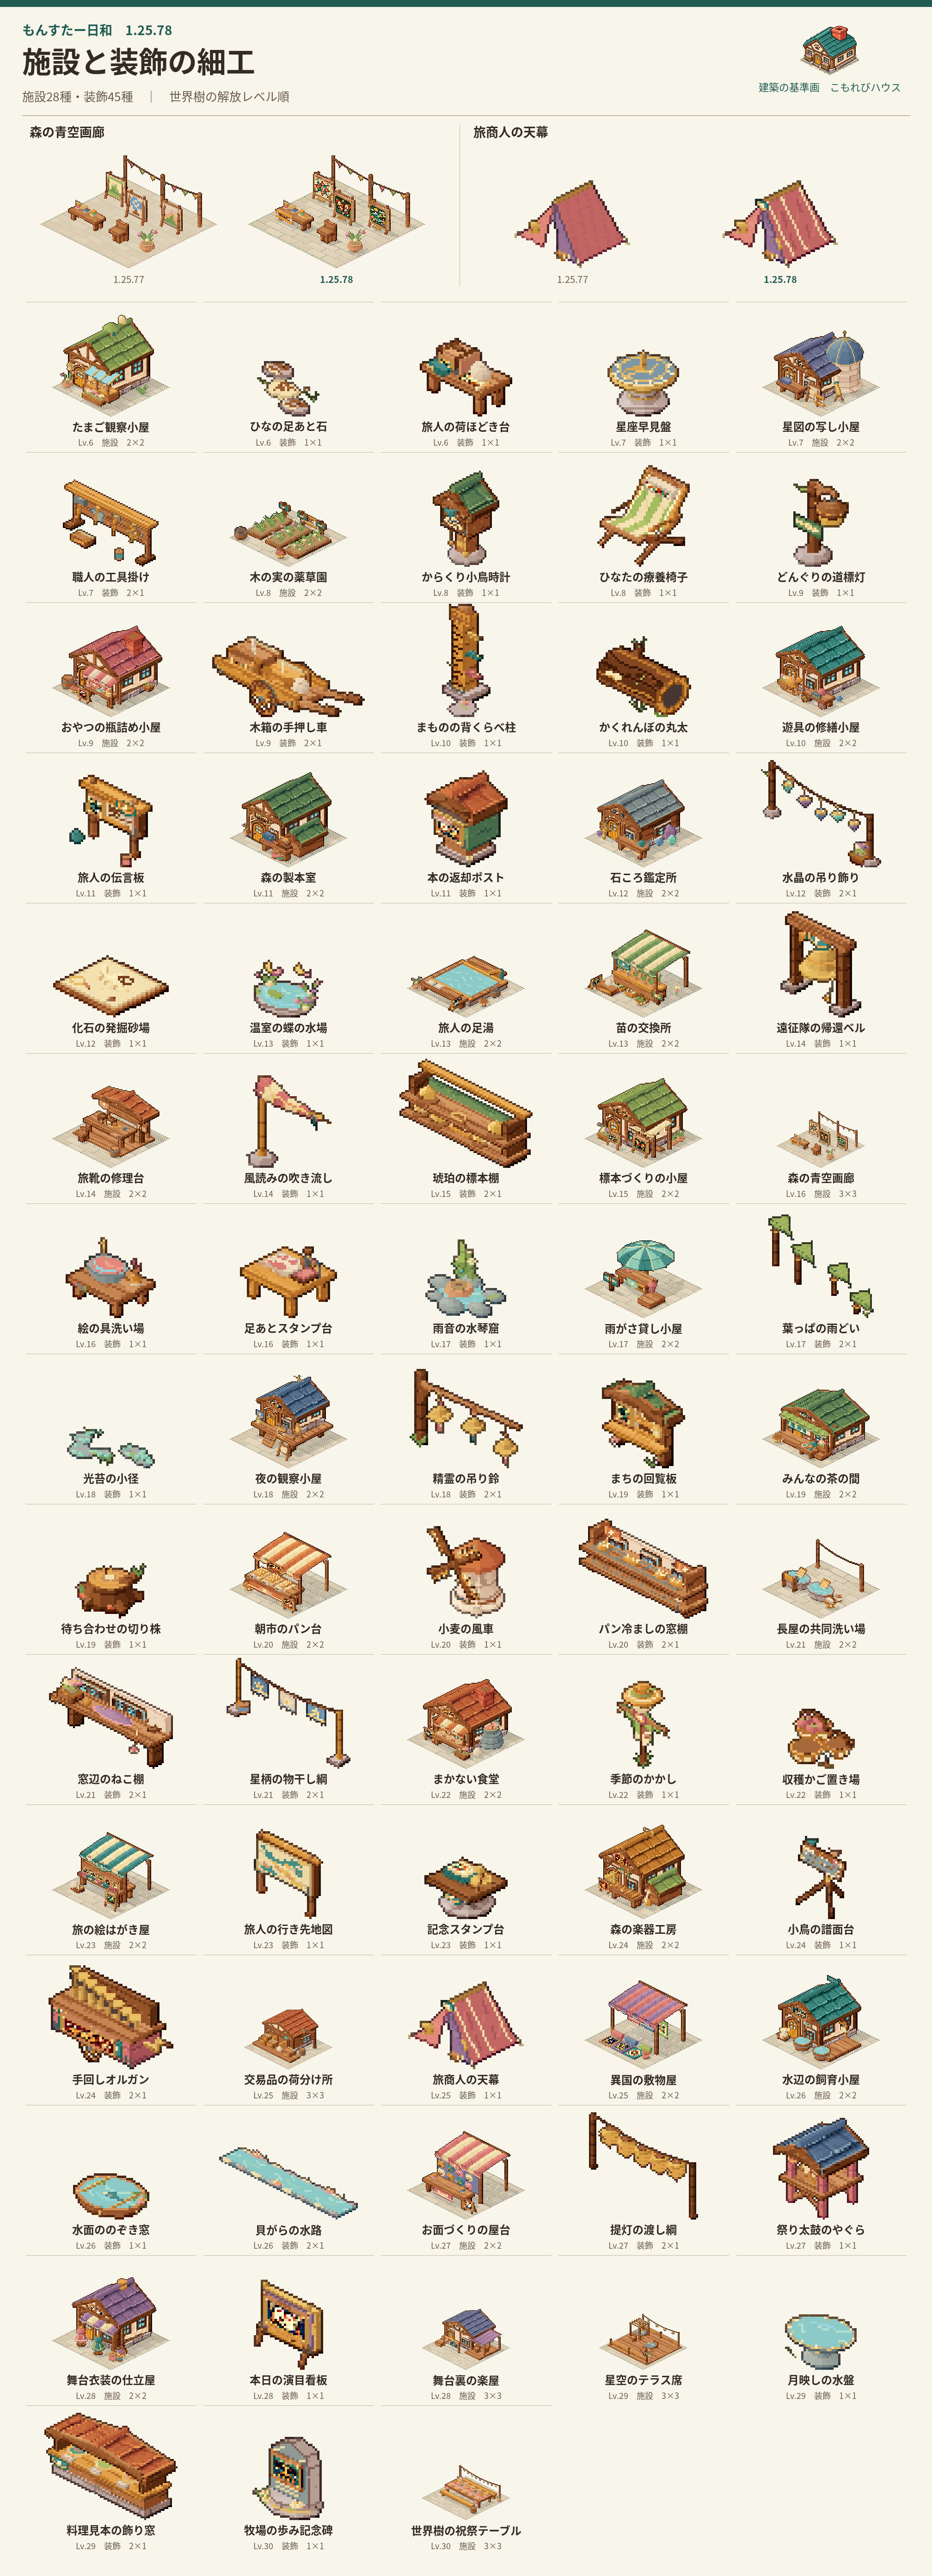 もんすたー日和　1.25.78
施設と装飾の細工
施設28種・装飾45種　｜　世界樹の解放レベル順
建築の基準画　こもれびハウス
森の青空画廊
1.25.77
1.25.78
旅商人の天幕
1.25.77
1.25.78
たまご観察小屋
Lv.6　施設　2×2
ひなの足あと石
Lv.6　装飾　1×1
旅人の荷ほどき台
Lv.6　装飾　1×1
星座早見盤
Lv.7　装飾　1×1
星図の写し小屋
Lv.7　施設　2×2
職人の工具掛け
Lv.7　装飾　2×1
木の実の薬草園
Lv.8　施設　2×2
からくり小鳥時計
Lv.8　装飾　1×1
ひなたの療養椅子
Lv.8　装飾　1×1
どんぐりの道標灯
Lv.9　装飾　1×1
おやつの瓶詰め小屋
Lv.9　施設　2×2
木箱の手押し車
Lv.9　装飾　2×1
まものの背くらべ柱
Lv.10　装飾　1×1
かくれんぼの丸太
Lv.10　装飾　1×1
遊具の修繕小屋
Lv.10　施設　2×2
旅人の伝言板
Lv.11　装飾　1×1
森の製本室
Lv.11　施設　2×2
本の返却ポスト
Lv.11　装飾　1×1
石ころ鑑定所
Lv.12　施設　2×2
水晶の吊り飾り
Lv.12　装飾　2×1
化石の発掘砂場
Lv.12　装飾　1×1
温室の蝶の水場
Lv.13　装飾　1×1
旅人の足湯
Lv.13　施設　2×2
苗の交換所
Lv.13　施設　2×2
遠征隊の帰還ベル
Lv.14　装飾　1×1
旅靴の修理台
Lv.14　施設　2×2
風読みの吹き流し
Lv.14　装飾　1×1
琥珀の標本棚
Lv.15　装飾　2×1
標本づくりの小屋
Lv.15　施設　2×2
森の青空画廊
Lv.16　施設　3×3
絵の具洗い場
Lv.16　装飾　1×1
足あとスタンプ台
Lv.16　装飾　1×1
雨音の水琴窟
Lv.17　装飾　1×1
雨がさ貸し小屋
Lv.17　施設　2×2
葉っぱの雨どい
Lv.17　装飾　2×1
光苔の小径
Lv.18　装飾　1×1
夜の観察小屋
Lv.18　施設　2×2
精霊の吊り鈴
Lv.18　装飾　2×1
まちの回覧板
Lv.19　装飾　1×1
みんなの茶の間
Lv.19　施設　2×2
待ち合わせの切り株
Lv.19　装飾　1×1
朝市のパン台
Lv.20　施設　2×2
小麦の風車
Lv.20　装飾　1×1
パン冷ましの窓棚
Lv.20　装飾　2×1
長屋の共同洗い場
Lv.21　施設　2×2
窓辺のねこ棚
Lv.21　装飾　2×1
星柄の物干し綱
Lv.21　装飾　2×1
まかない食堂
Lv.22　施設　2×2
季節のかかし
Lv.22　装飾　1×1
収穫かご置き場
Lv.22　装飾　1×1
旅の絵はがき屋
Lv.23　施設　2×2
旅人の行き先地図
Lv.23　装飾　1×1
記念スタンプ台
Lv.23　装飾　1×1
森の楽器工房
Lv.24　施設　2×2
小鳥の譜面台
Lv.24　装飾　1×1
手回しオルガン
Lv.24　装飾　2×1
交易品の荷分け所
Lv.25　施設　3×3
旅商人の天幕
Lv.25　装飾　1×1
異国の敷物屋
Lv.25　施設　2×2
水辺の飼育小屋
Lv.26　施設　2×2
水面ののぞき窓
Lv.26　装飾　1×1
貝がらの水路
Lv.26　装飾　2×1
お面づくりの屋台
Lv.27　施設　2×2
提灯の渡し綱
Lv.27　装飾　2×1
祭り太鼓のやぐら
Lv.27　装飾　1×1
舞台衣装の仕立屋
Lv.28　施設　2×2
本日の演目看板
Lv.28　装飾　1×1
舞台裏の楽屋
Lv.28　施設　3×3
星空のテラス席
Lv.29　施設　3×3
月映しの水盤
Lv.29　装飾　1×1
料理見本の飾り窓
Lv.29　装飾　2×1
牧場の歩み記念碑
Lv.30　装飾　1×1
世界樹の祝祭テーブル
Lv.30　施設　3×3